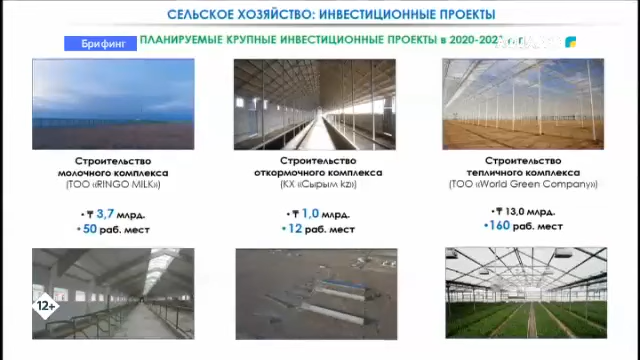 СЕЛЬСКОЕ ХОЗЯЙСТВО: ИНВЕСТИЦИОННЫЕ ПРОЕКТЫ
Брифинг
ПЛАНИРУЕМЫЕ КРУПНЫЕ ИНВЕСТИЦИОННЫЕ ПРОЕКТЫ в 2020-202
Строительство
молочного комплекса
(ТОО «RINGO MILK»)
• ₸ 3,7 млрд.
• 50 раб. мест
Строительство
откормочного комплекса
(КХ «Сырым kz»)
• ₸ 1,0 млрд.
• 12 раб. мест
Строительство
тепличного комплекса
(ТОО «World Green Company»)
• ₸ 13,0 млрд.
• 160 раб. мест
12+